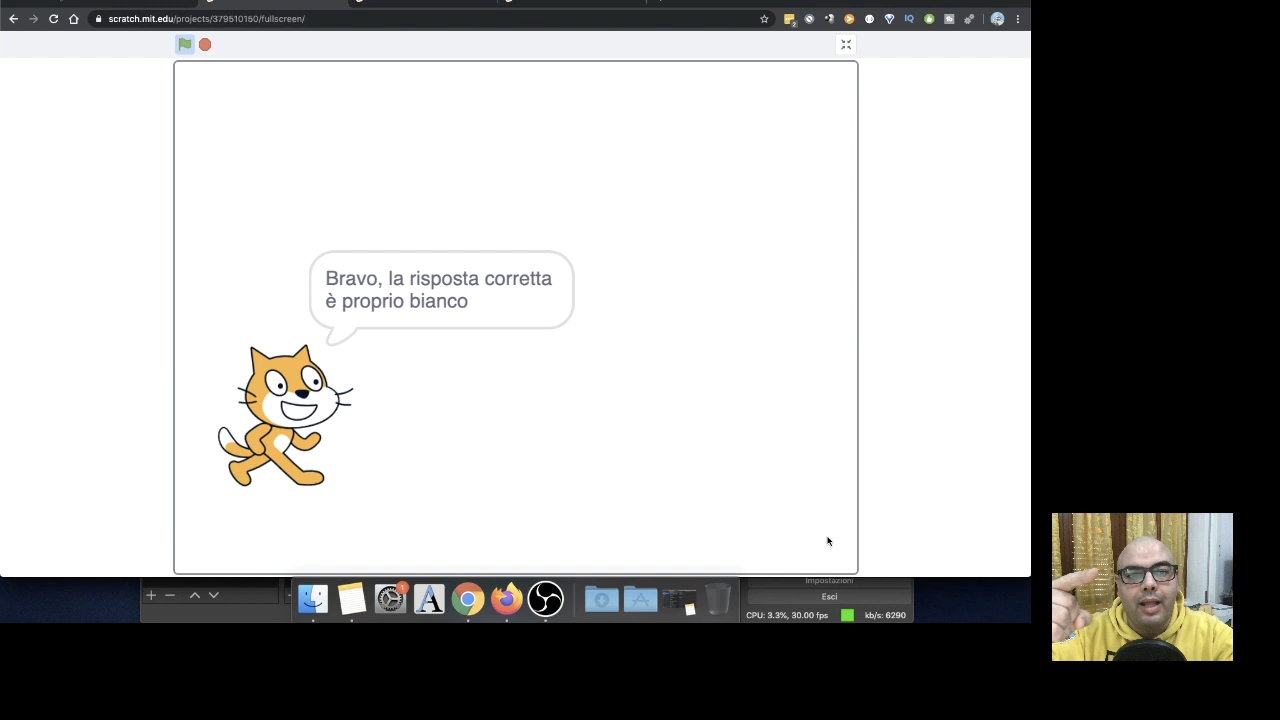 scratch.mit.edu/projects/379510150/fullscreen/
IQ
Bravo, la risposta corretta
è proprio bianco
Impostazioni
Esci
CPU: 3.3%, 30.00 fps
kb/s: 6290